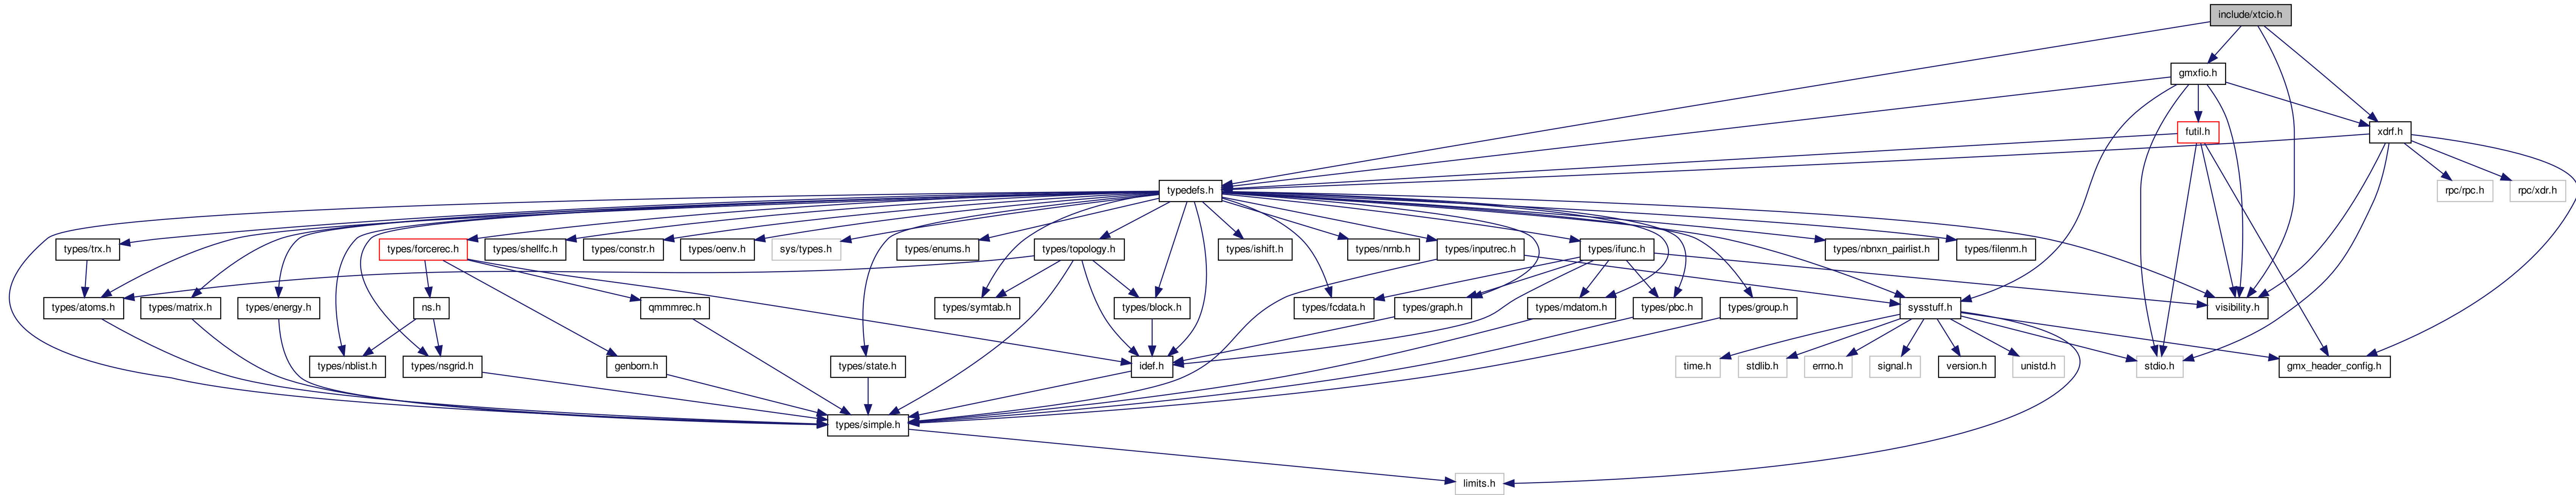 include/xtcio.h
gmxfio.h
futil.h
xdrf.h
typedefs.h
rpc/rpc.h
rpc/xdr.h
types/trx.h
types/forcerec.h
types/shellfc.h
types/constr.h
types/oenv.h
sys/types.h
types/enums.h
types/topology.h
types/ishift.h
types/nrnb.h
types/inputrec.h
types/ifunc.h
types/nbnxn_pairlist.h
types/filenm.h
types/atoms.h
types/matrix.h
types/energy.h
ns.h
qmmmrec.h
types/symtab.h
types/block.h
types/fcdata.h
types/graph.h
types/mdatom.h
types/pbc.h
types/group.h
sysstuff.h
visibility.h
types/nblist.h
types/nsgrid.h
genborn.h
types/state.h
idef.h
time.h
stdlib.h
errno.h
signal.h
version.h
unistd.h
stdio.h
gmx_header_config.h
types/simple.h
limits.h